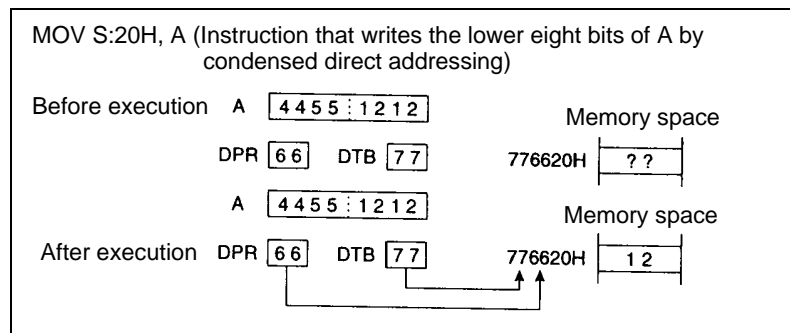 MOV S:20H, A (Instruction that writes the lower eight bits of A by
condensed direct addressing)
Before execution A 4455 1212
Memory space
DPR 66 DTB 77 776620H ??
A 4455 1212
Memory space
After execution DPR 66 DTB 77 776620H 12